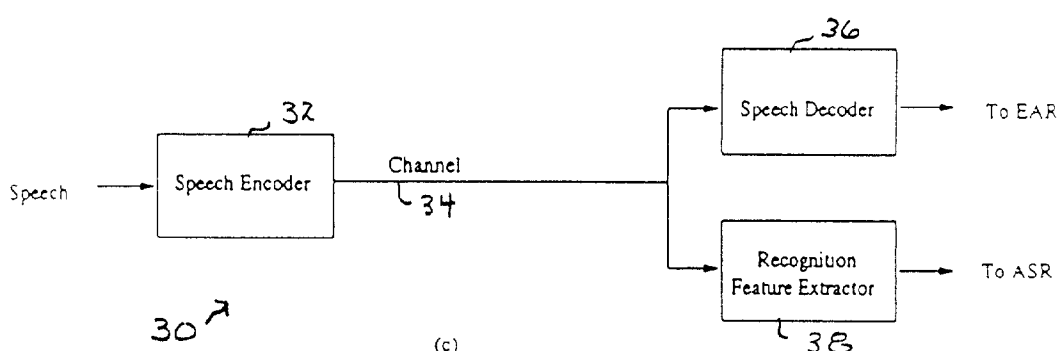 36
Speech Decoder
To EAR
32
Speech Encoder
Channel
34
Speech
Recognition
Feature Extractor
To ASR
38
30
(c)